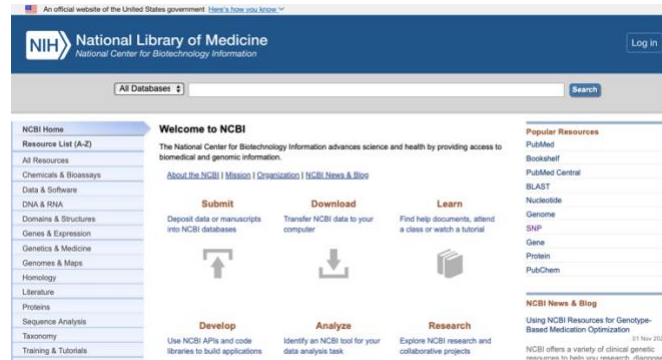 An official website of the United States government Here's how you know
NIH
National Library of Medicine
National Center for Biotechnology Information
Log in
All Databases
Search
NCBI Home
Resource List (A-Z)
All Resources
Chemicals & Bioassays
Data & Software
DNA & RNA
Domains & Structures
Genes & Expression
Genetics & Medicine
Genomes & Maps
Homology
Literature
Proteins
Sequence Analysis
Taxonomy
Training & Tutorials
Welcome to NCBI
The National Center for Biotechnology Information advances science and health by providing access to
biomedical and genomic information.
About the NCBI | Mission | Organization | NCBI News & Blog
Submit
Deposit data or manuscripts
into NCBI databases
Download
Transfer NCBI data to your
computer
Learn
Find help documents, attend
a class or watch a tutorial
Develop
Use NCBI APIs and code
libraries to build applications
Analyze
Identify an NCBI tool for your
data analysis task
Research
Explore NCBI research and
collaborative projects
Popular Resources
PubMed
Bookshelf
PubMed Central
BLAST
Nucleotide
Genome
SNP
Gene
Protein
PubChem
NCBI News & Blog
Using NCBI Resources for Genotype-
Based Medication Optimization
01 Nov
NCBI offers a variety of clinical genetic
resources to help you research, diagnose